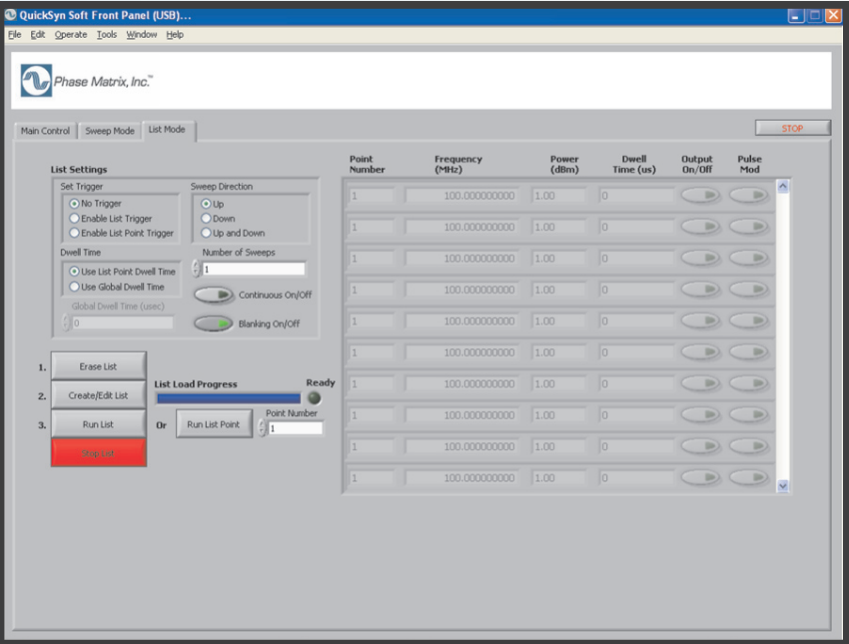 QuickSyn Soft Front Panel (USB)...
File Edit Operate Tools Window Help
Phase Matrix, Inc.™
Main Control Sweep Mode List Mode
STOP
List Settings
Set Trigger
No Trigger
Enable List Trigger
Enable List Point Trigger
Sweep Direction
Up
Down
Up and Down
Dwell Time
Use List Point Dwell Time
Use Global Dwell Time
Global Dwell Time (usec)
0
Number of Sweeps
1
Continuous On/Off
Blanking On/Off
1. Erase List
2. Create/Edit List
3. Run List
Stop List
List Load Progress
Ready
Or
Run List Point
Point Number
1
Point Number Frequency (MHz) Power (dBm) Dwell Time (us) Output On/Off Pulse Mod
1 100.000000000 1.00 0
1 100.000000000 1.00 0
1 100.000000000 1.00 0
1 100.000000000 1.00 0
1 100.000000000 1.00 0
1 100.000000000 1.00 0
1 100.000000000 1.00 0
1 100.000000000 1.00 0
1 100.000000000 1.00 0
1 100.000000000 1.00 0